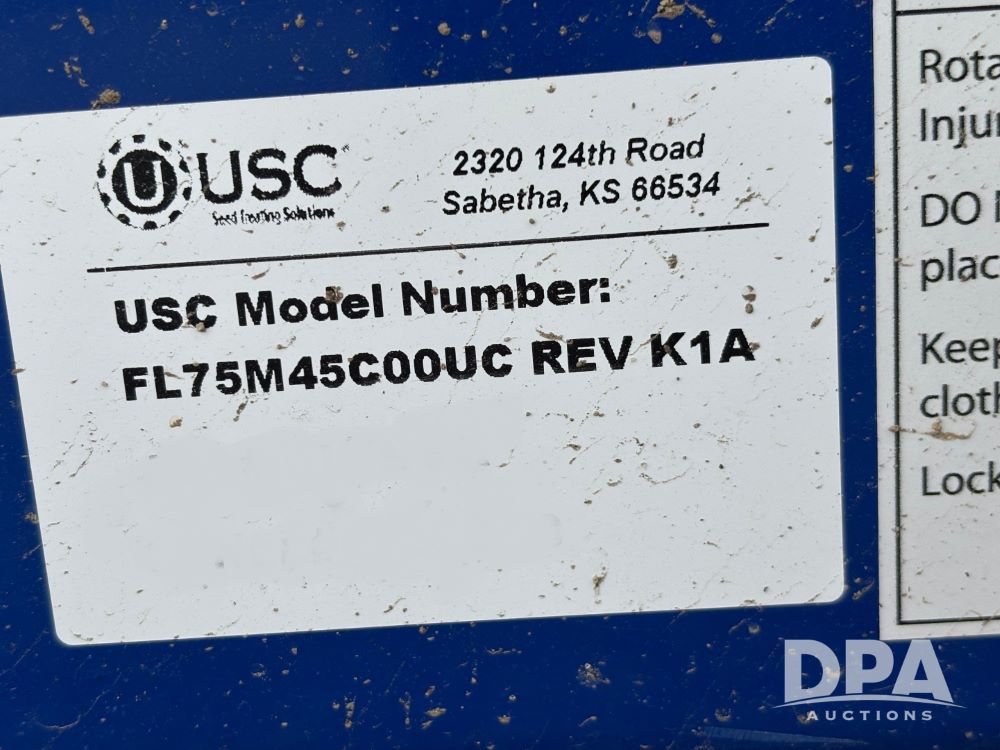 USC
Seed Treating Solutions
2320 124th Road
Sabetha, KS 66534
USC Model Number:
FL75M45C00UC REV K1A
Rota
Injur
DO
plac
Keep
cloth
Lock
DPA
AUCTIONS